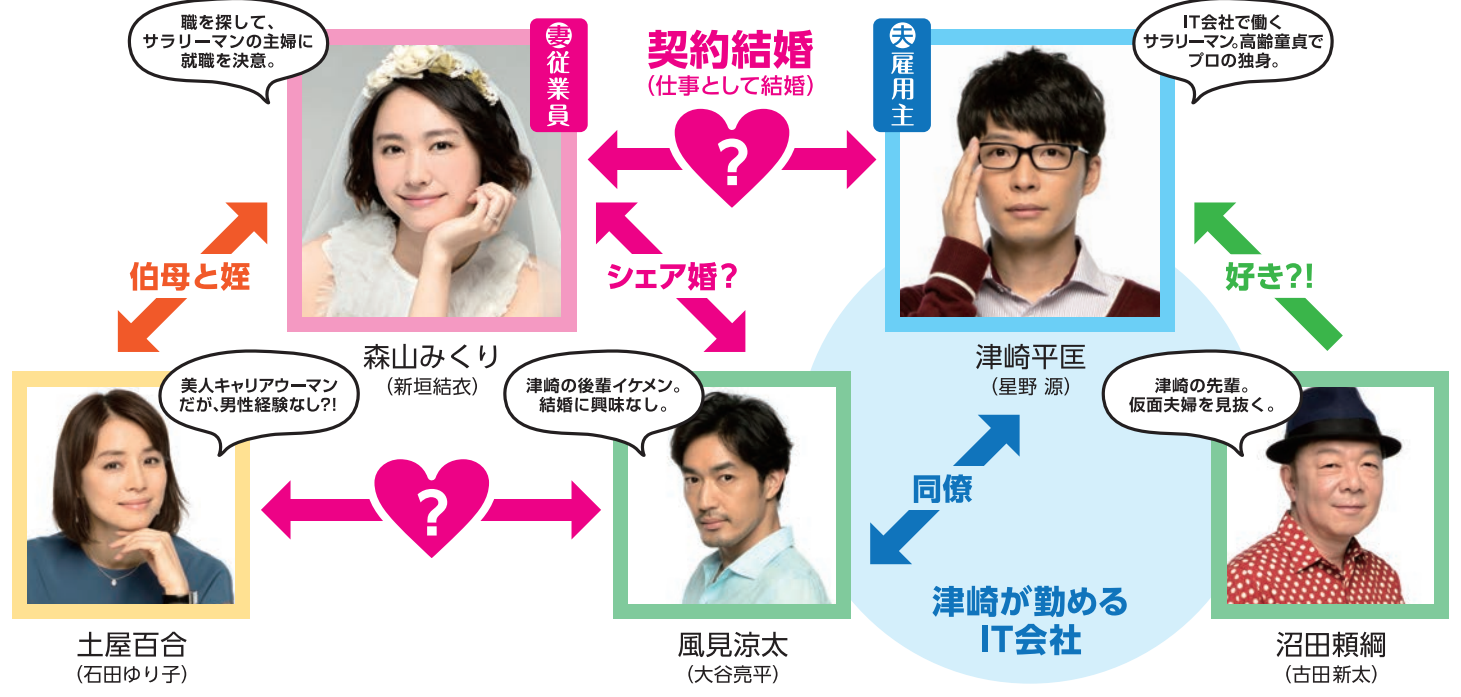 職を探して、
サラリーマンの主婦に
就職を決意。
妻従業員
契約結婚
（仕事として結婚）
?
夫雇用主
IT会社で働く
サラリーマン。高齢童貞で
プロの独身。
伯母と姪
シェア婚？
好き?!
森山みくり
（新垣結衣）
津崎平匡
（星野 源）
美人キャリアウーマン
だが、男性経験なし?!
津崎の後輩イケメン。
結婚に興味なし。
津崎の先輩。
仮面夫婦を見抜く。
?
同僚
津崎が勤める
IT会社
土屋百合
（石田ゆり子）
風見涼太
（大谷亮平）
沼田頼綱
（古田新太）